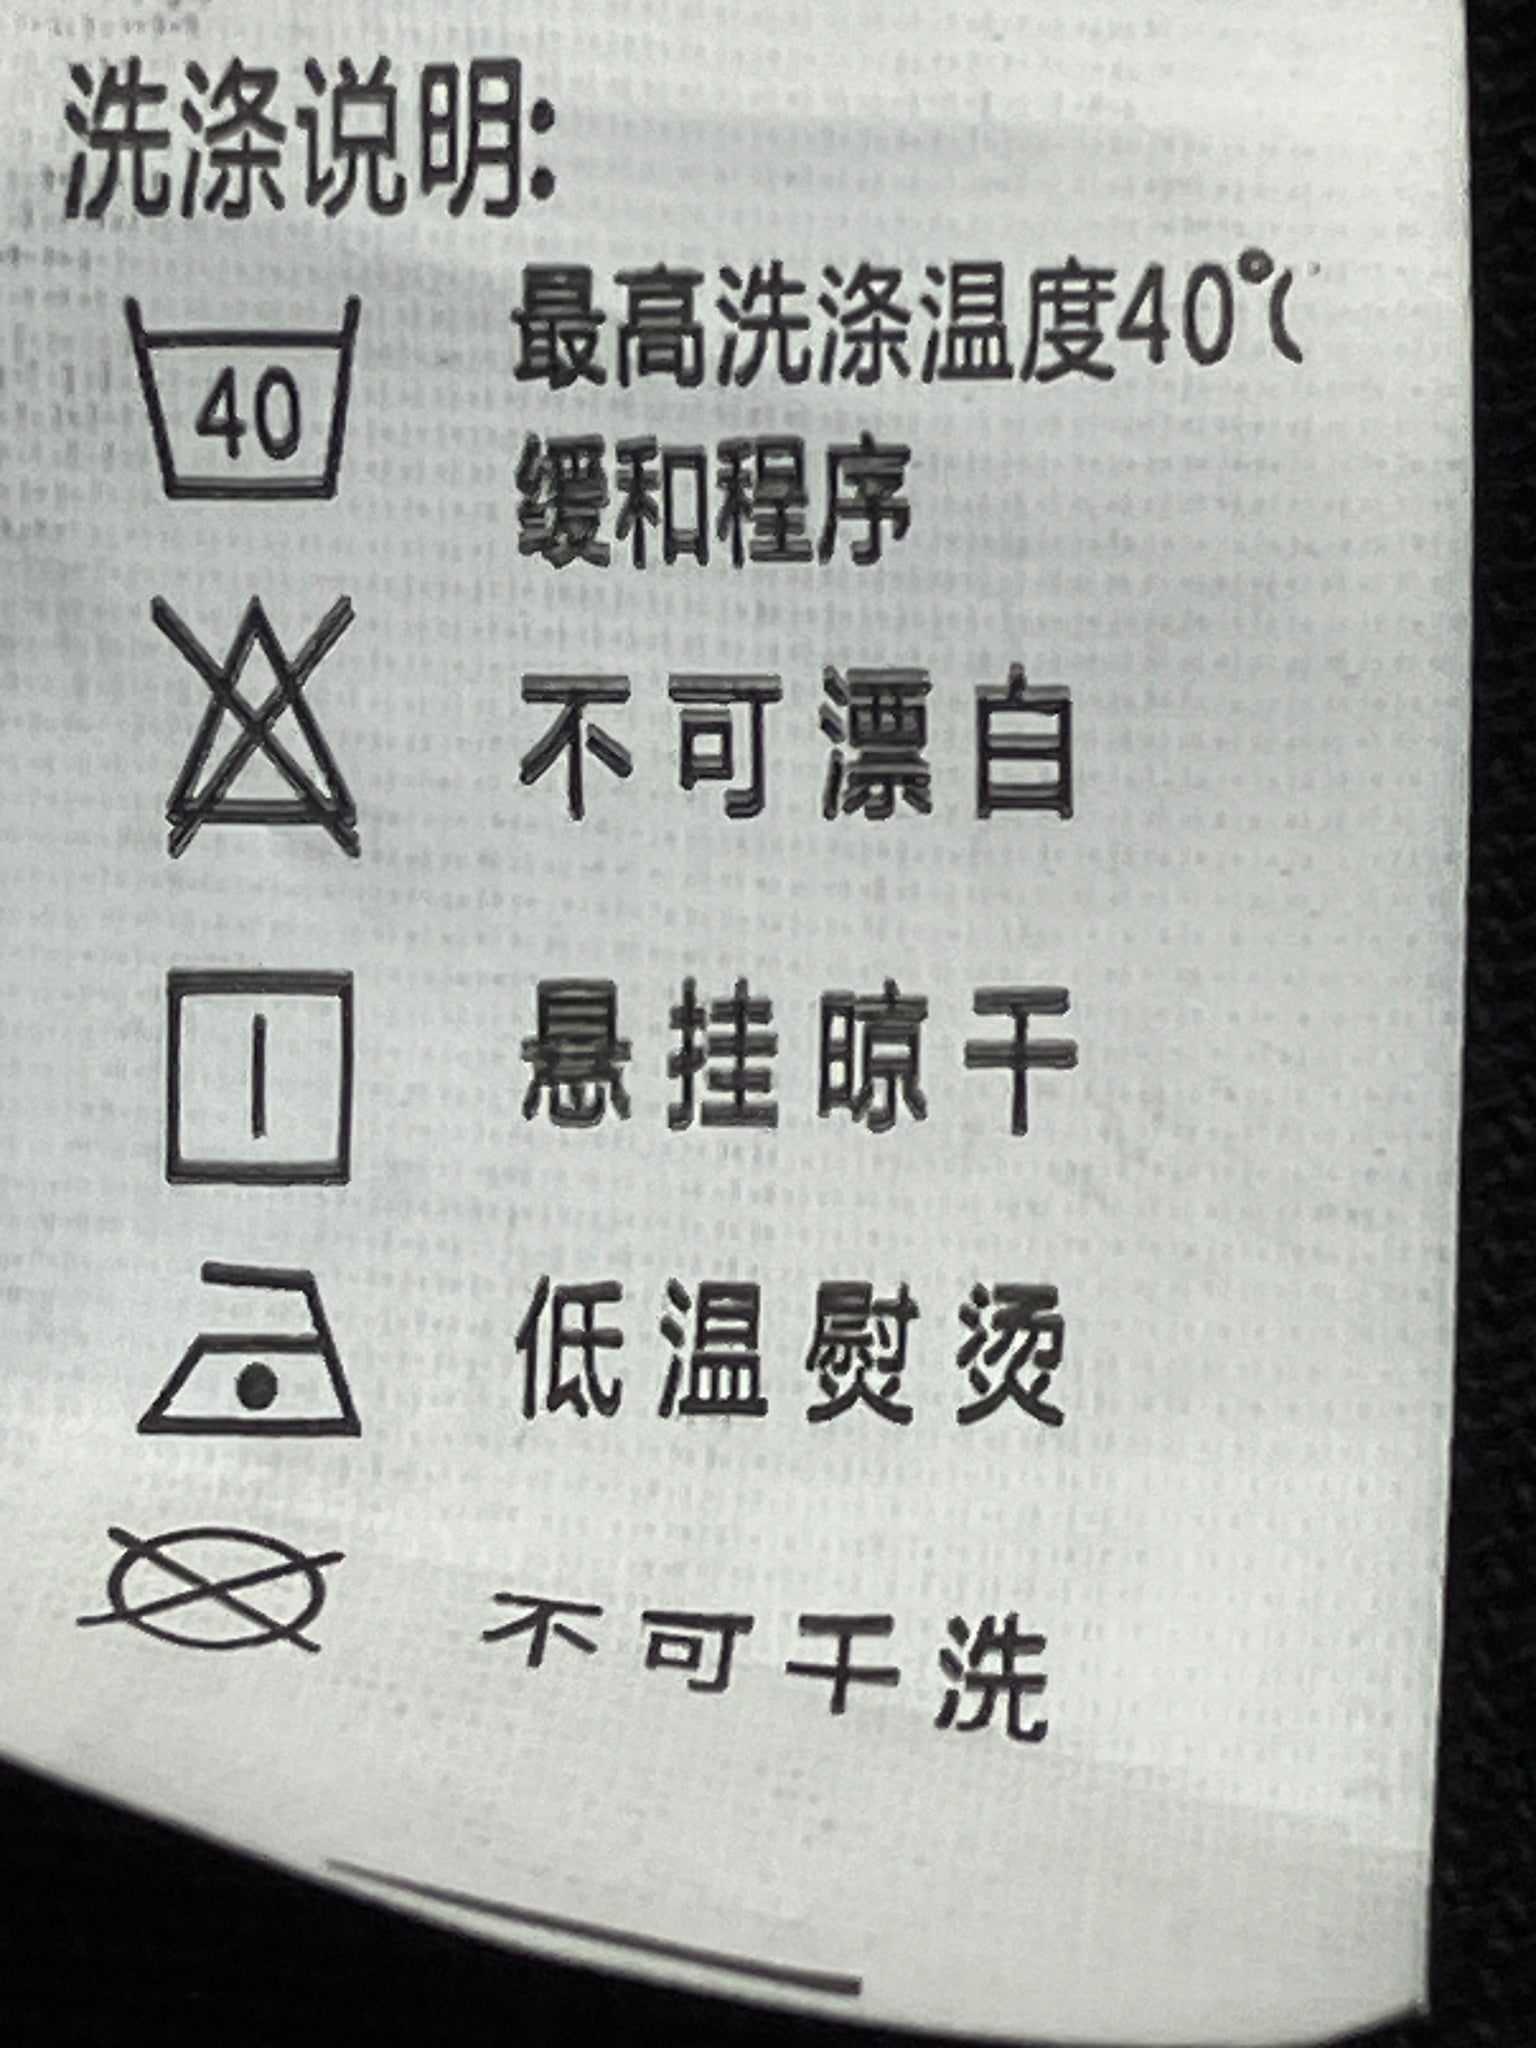 洗涤说明:
40
最高洗涤温度40℃
缓和程序
不可漂白
悬挂晾干
低温熨烫
不可干洗